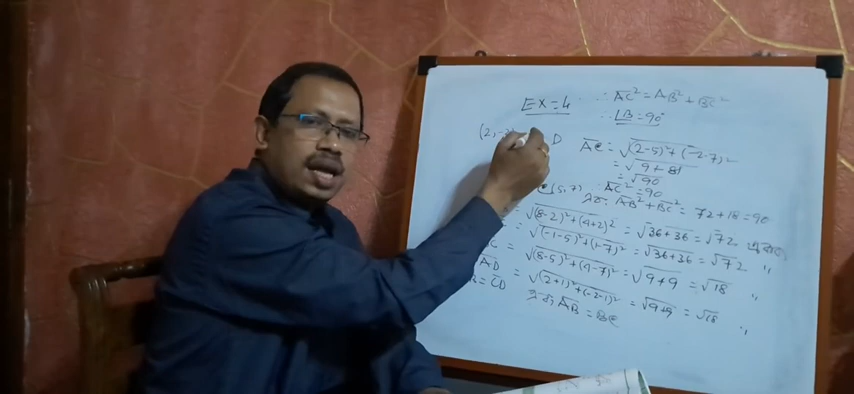 EX=4 ∴ AC² = AB² + BC²
∴ ∠B = 90°
(2, -2) D
AC = √(2-5)²+(-2-7)²
= √9 + 81
= √90
C (5, 7) ∴ AC² = 90
AB² + BC² = 72 + 18 = 90
= √(8-2)²+(4+2)² = √36+36 = √72
= √(-1-5)²+(1-7)² = √36+36 = √72 "
= √(8-5)²+(4-7)² = √9+9 = √18 "
AD = √(2+1)²+(-2-1)² = √9+9 = √18 "
= CD
AB = BC